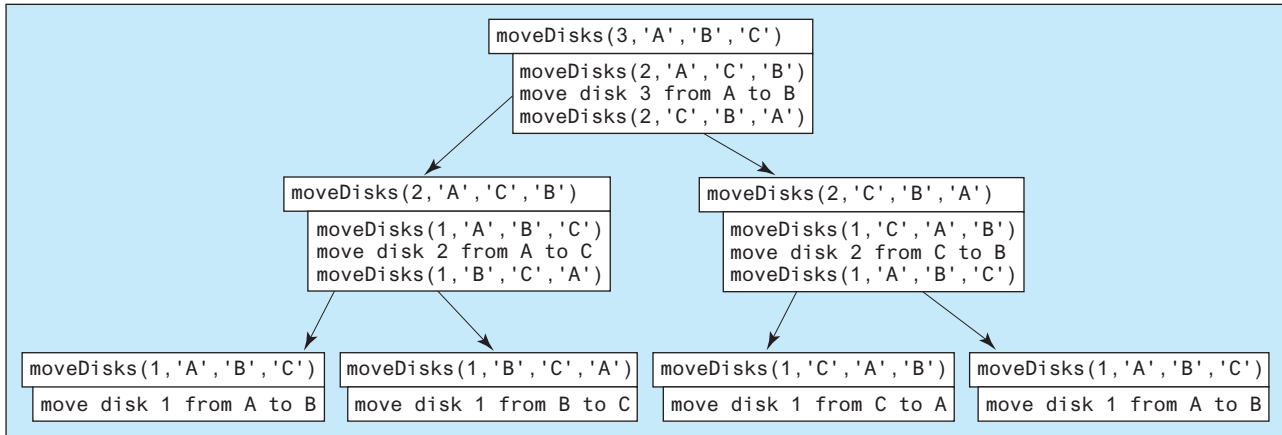 moveDisks(3,'A','B','C')
moveDisks(2,'A','C','B')
move disk 3 from A to B
moveDisks(2,'C','B','A')
moveDisks(2,'A','C','B')
moveDisks(1,'A','B','C')
move disk 2 from A to C
moveDisks(1,'B','C','A')
moveDisks(2,'C','B','A')
moveDisks(1,'C','A','B')
move disk 2 from C to B
moveDisks(1,'A','B','C')
moveDisks(1,'A','B','C')
move disk 1 from A to B
moveDisks(1,'B','C','A')
move disk 1 from B to C
moveDisks(1,'C','A','B')
move disk 1 from C to A
moveDisks(1,'A','B','C')
move disk 1 from A to B